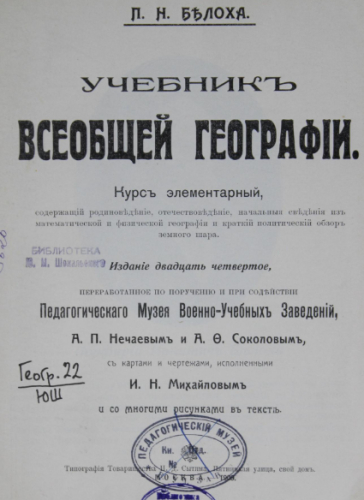 П. Н. БѢЛОХА.
УЧЕБНИКЪ
ВСЕОБЩЕЙ ГЕОГРАФІИ.
Курсъ элементарный,
содержащій родиновѣдѣніе, отечествовѣдѣніе, начальныя свѣдѣнія изъ
математической и физической географіи и краткій политическій обзоръ
земного шара.
БИБЛИОТЕКА
Изданіе двадцать четвертое,
переработанное по порученію и при содѣйствіи
Педагогическаго Музея Военно-Учебныхъ Заведеній,
А. П. Нечаевымъ и А. Ѳ. Соколовымъ,
съ картами и чертежами, исполненными
Геогр. 22
ЮШ
И. Н. Михайловымъ
и со многими рисунками въ текстѣ.
ПЕДАГОГИЧЕСКІЙ МУЗЕЙ
Типографія Товарищества И. Д. Сытина, Пятницкая улица, свой домъ.
МОСКВА